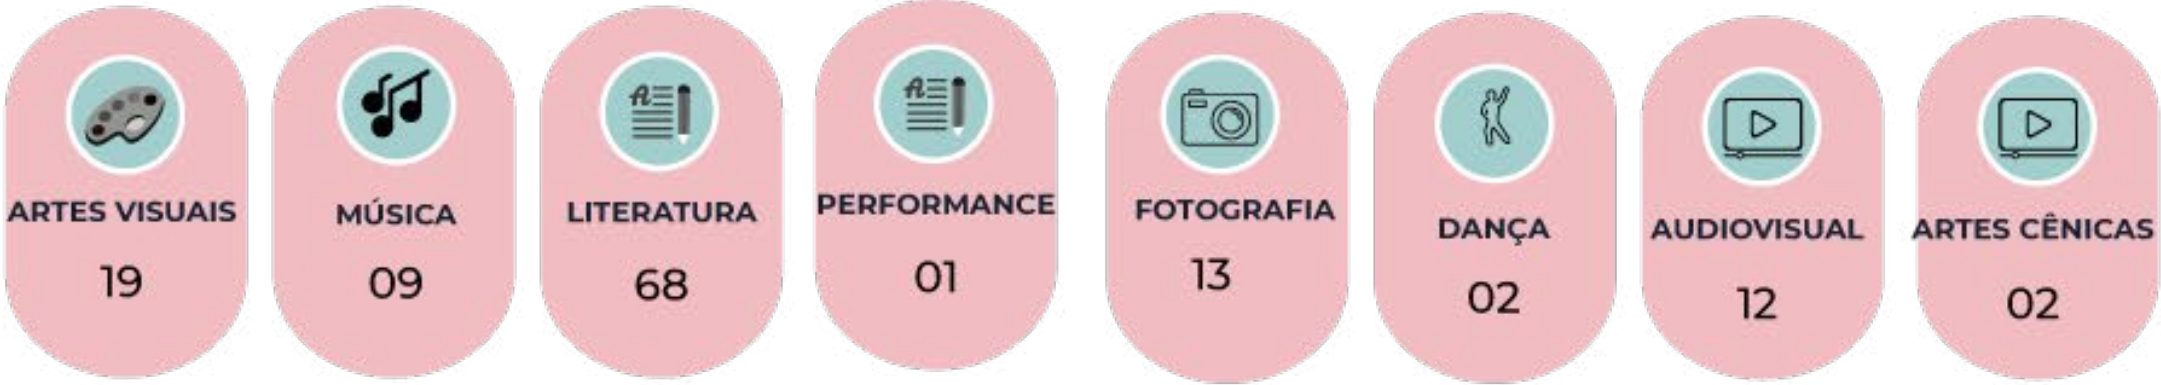 ARTES VISUAIS
19
MÚSICA
09
LITERATURA
68
PERFORMANCE
01
FOTOGRAFIA
13
DANÇA
02
AUDIOVISUAL
12
ARTES CÊNICAS
02